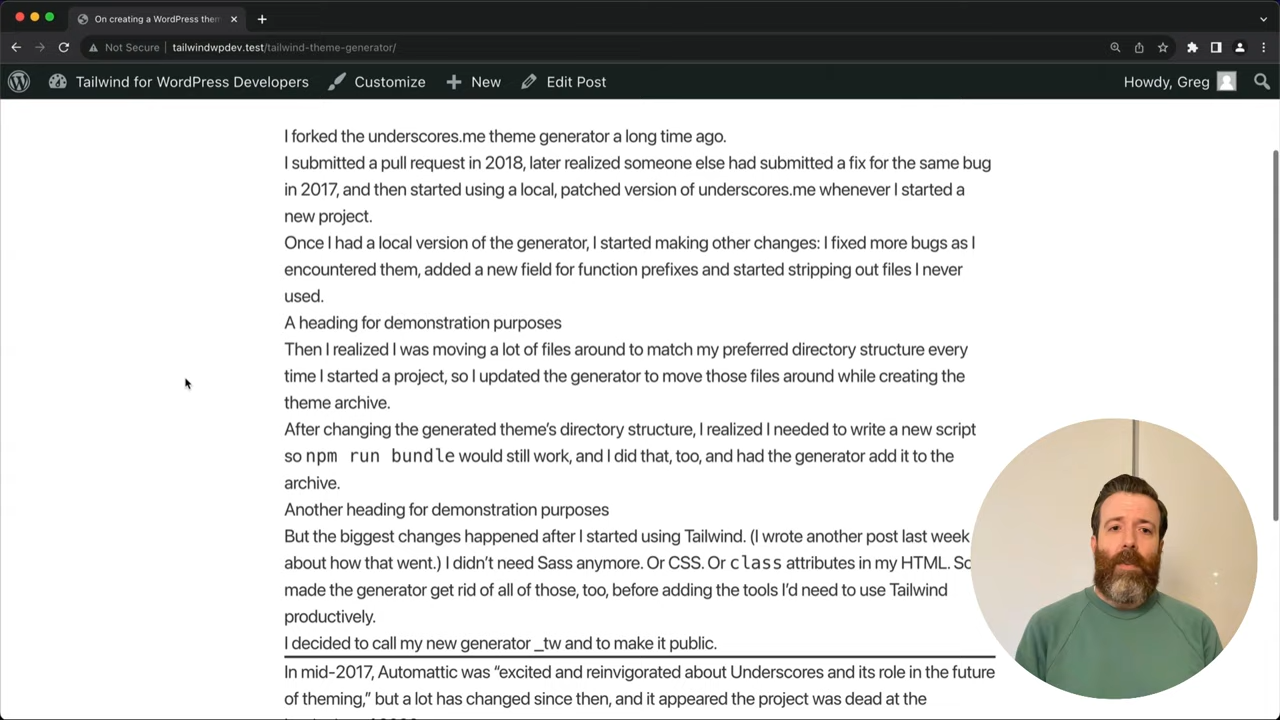 On creating a WordPress them
Not Secure
tailwindwpdev.test/tailwind-theme-generator/
Tailwind for WordPress Developers
Customize
New
Edit Post
Howdy, Greg
I forked the underscores.me theme generator a long time ago.
I submitted a pull request in 2018, later realized someone else had submitted a fix for the same bug
in 2017, and then started using a local, patched version of underscores.me whenever I started a
new project.
Once I had a local version of the generator, I started making other changes: I fixed more bugs as I
encountered them, added a new field for function prefixes and started stripping out files I never
used.
A heading for demonstration purposes
Then I realized I was moving a lot of files around to match my preferred directory structure every
time I started a project, so I updated the generator to move those files around while creating the
theme archive.
After changing the generated theme’s directory structure, I realized I needed to write a new script
so npm run bundle would still work, and I did that, too, and had the generator add it to the
archive.
Another heading for demonstration purposes
But the biggest changes happened after I started using Tailwind. (I wrote another post last week
about how that went.) I didn’t need Sass anymore. Or CSS. Or class attributes in my HTML. So
made the generator get rid of all of those, too, before adding the tools I’d need to use Tailwind
productively.
I decided to call my new generator _tw and to make it public.
In mid-2017, Automattic was “excited and reinvigorated about Underscores and its role in the future
of theming,” but a lot has changed since then, and it appeared the project was dead at the